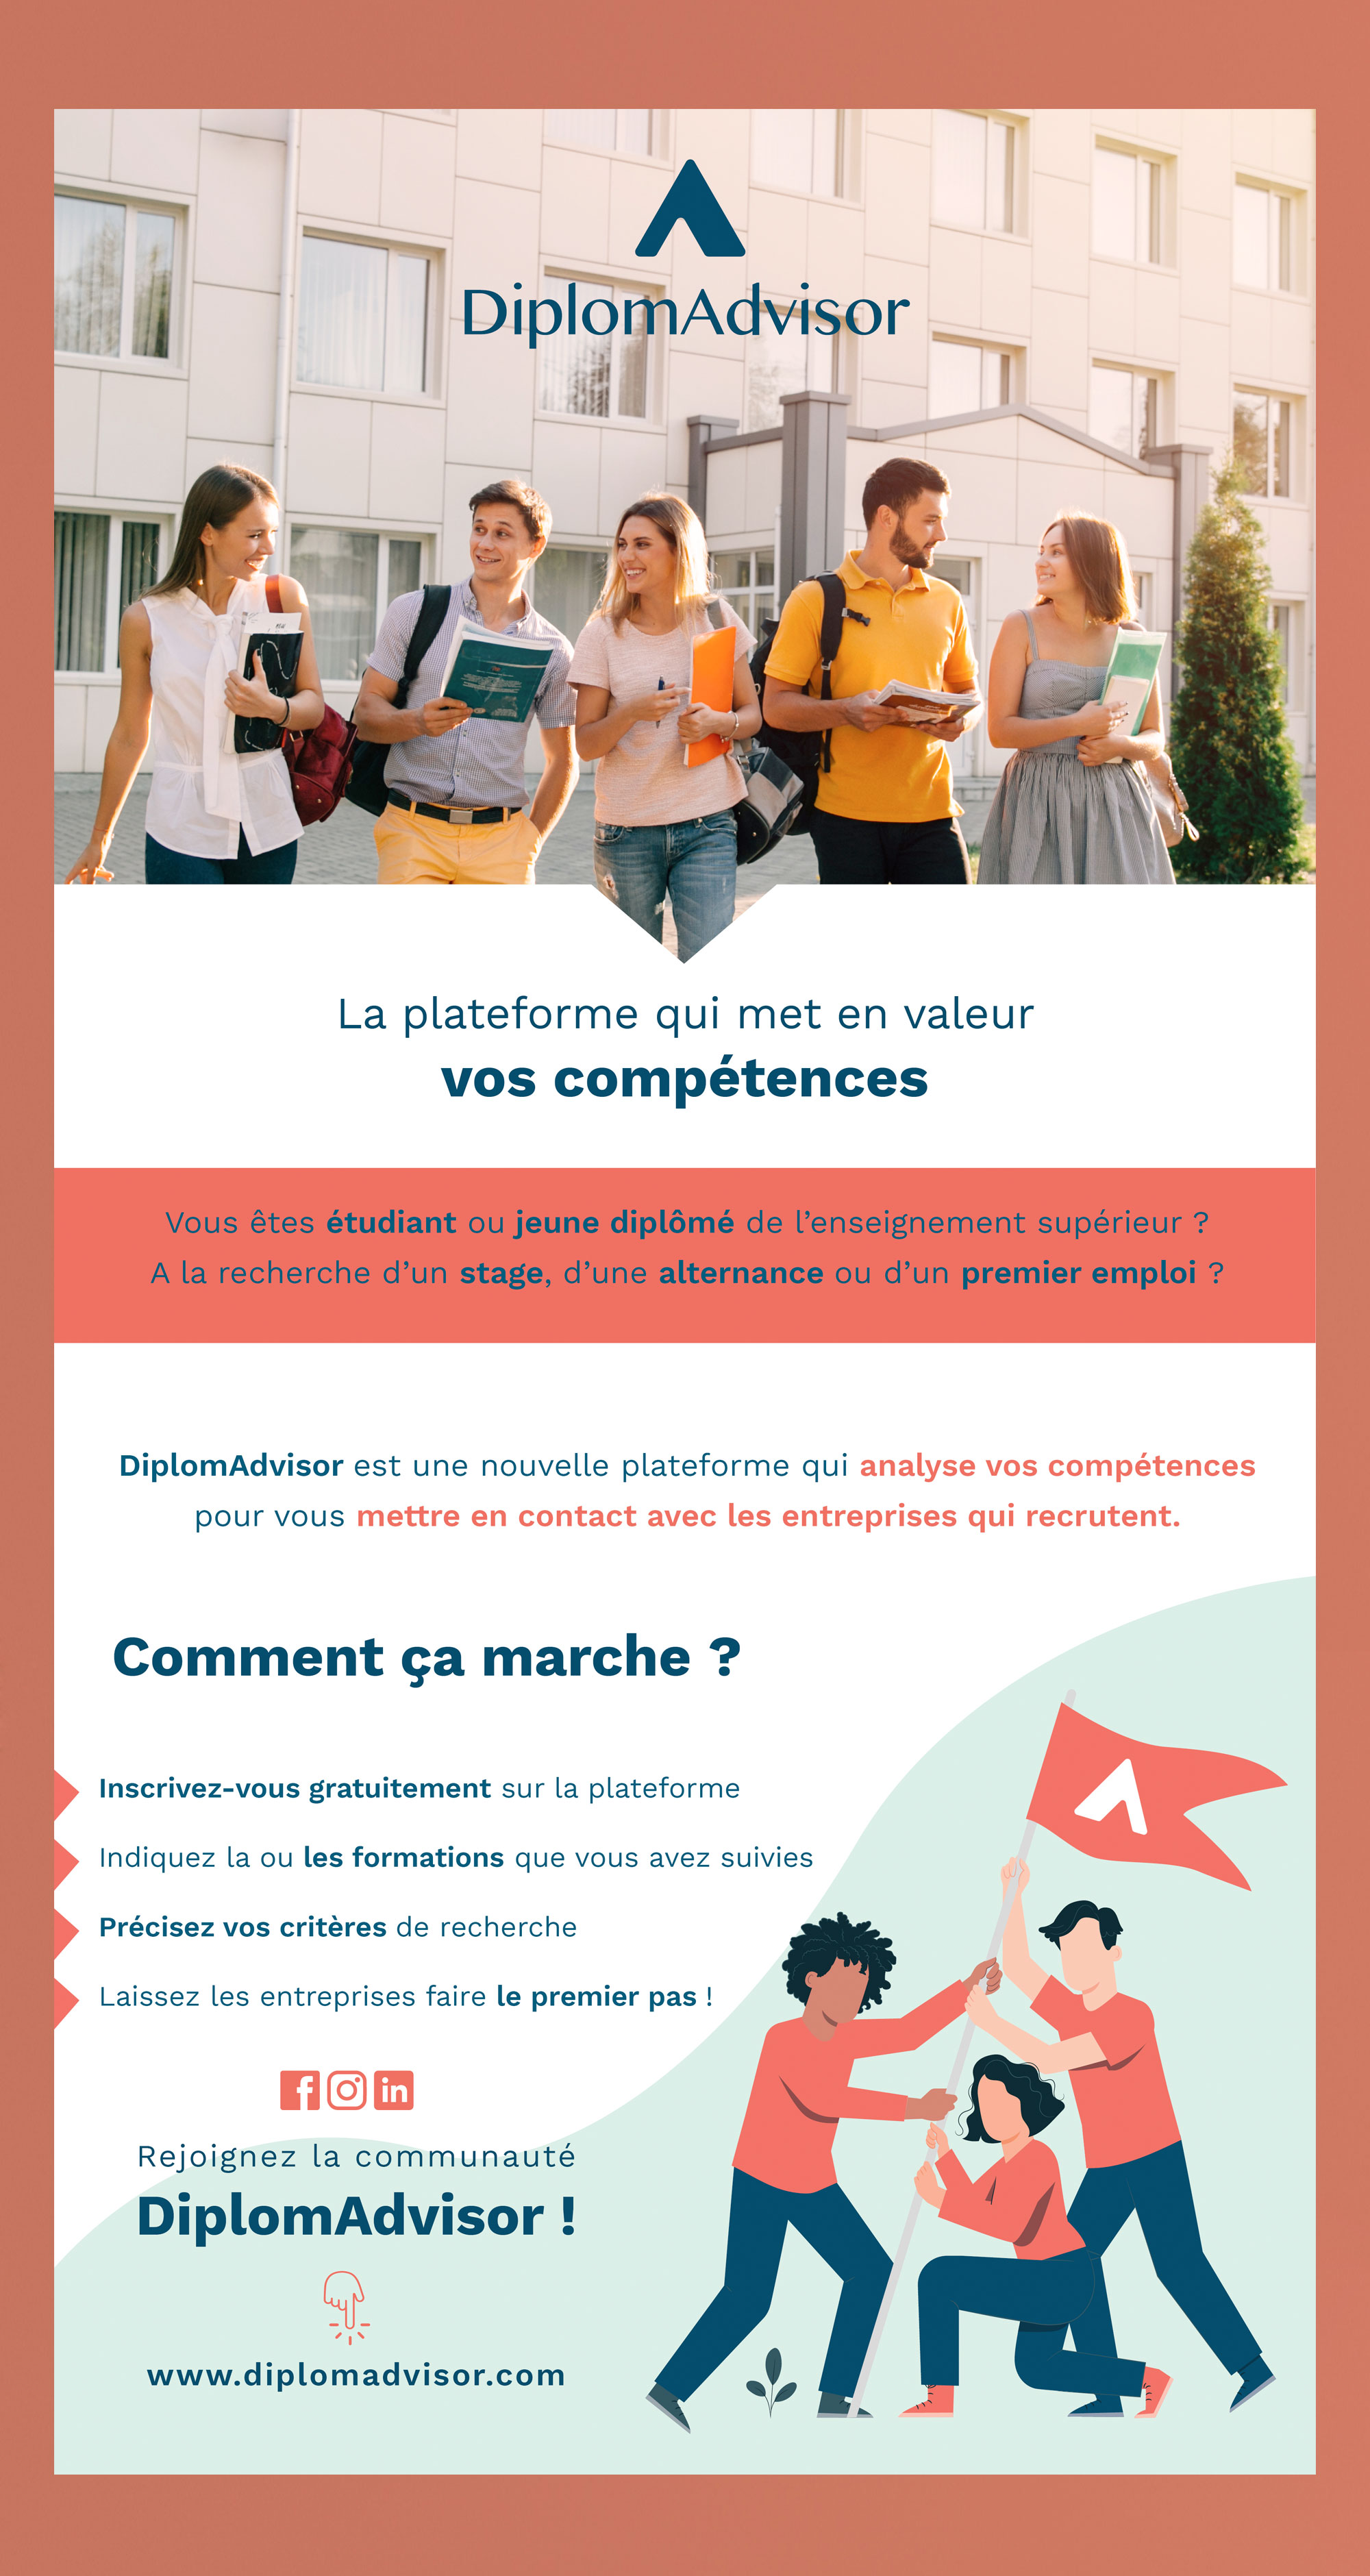 DiplomAdvisor
La plateforme qui met en valeur
vos compétences
Vous êtes étudiant ou jeune diplômé de l’enseignement supérieur ?
A la recherche d’un stage, d’une alternance ou d’un premier emploi ?
DiplomAdvisor est une nouvelle plateforme qui analyse vos compétences
pour vous mettre en contact avec les entreprises qui recrutent.
Comment ça marche ?
Inscrivez-vous gratuitement sur la plateforme
Indiquez la ou les formations que vous avez suivies
Précisez vos critères de recherche
Laissez les entreprises faire le premier pas !
Rejoignez la communauté
DiplomAdvisor !
www.diplomadvisor.com